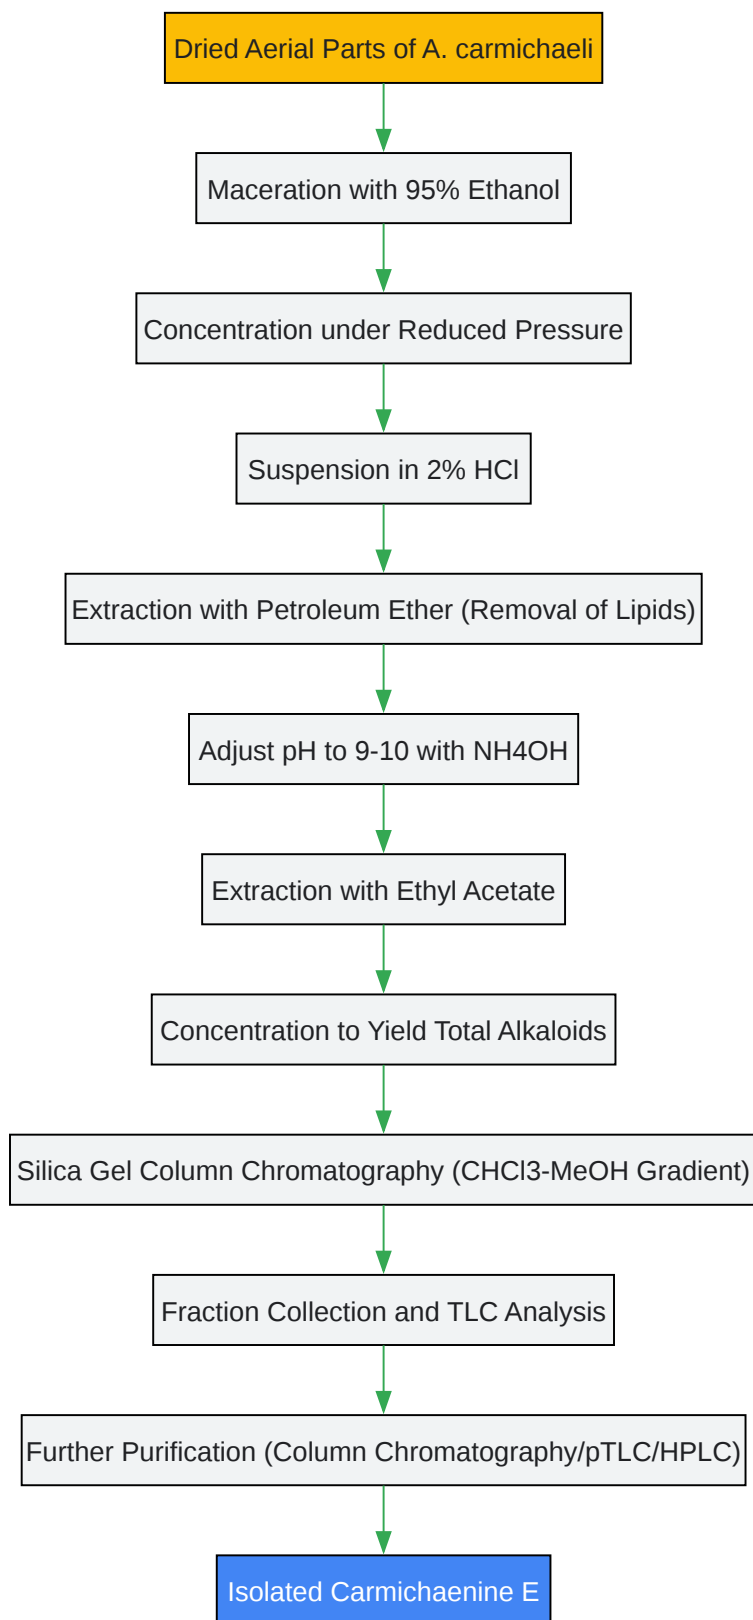 Dried Aerial Parts of A. carmichaeli
Maceration with 95% Ethanol
Concentration under Reduced Pressure
Suspension in 2% HCl
Extraction with Petroleum Ether (Removal of Lipids)
Adjust pH to 9-10 with NH4OH
Extraction with Ethyl Acetate
Concentration to Yield Total Alkaloids
Silica Gel Column Chromatography (CHCl3-MeOH Gradient)
Fraction Collection and TLC Analysis
Further Purification (Column Chromatography/pTLC/HPLC)
Isolated Carmichaenine E